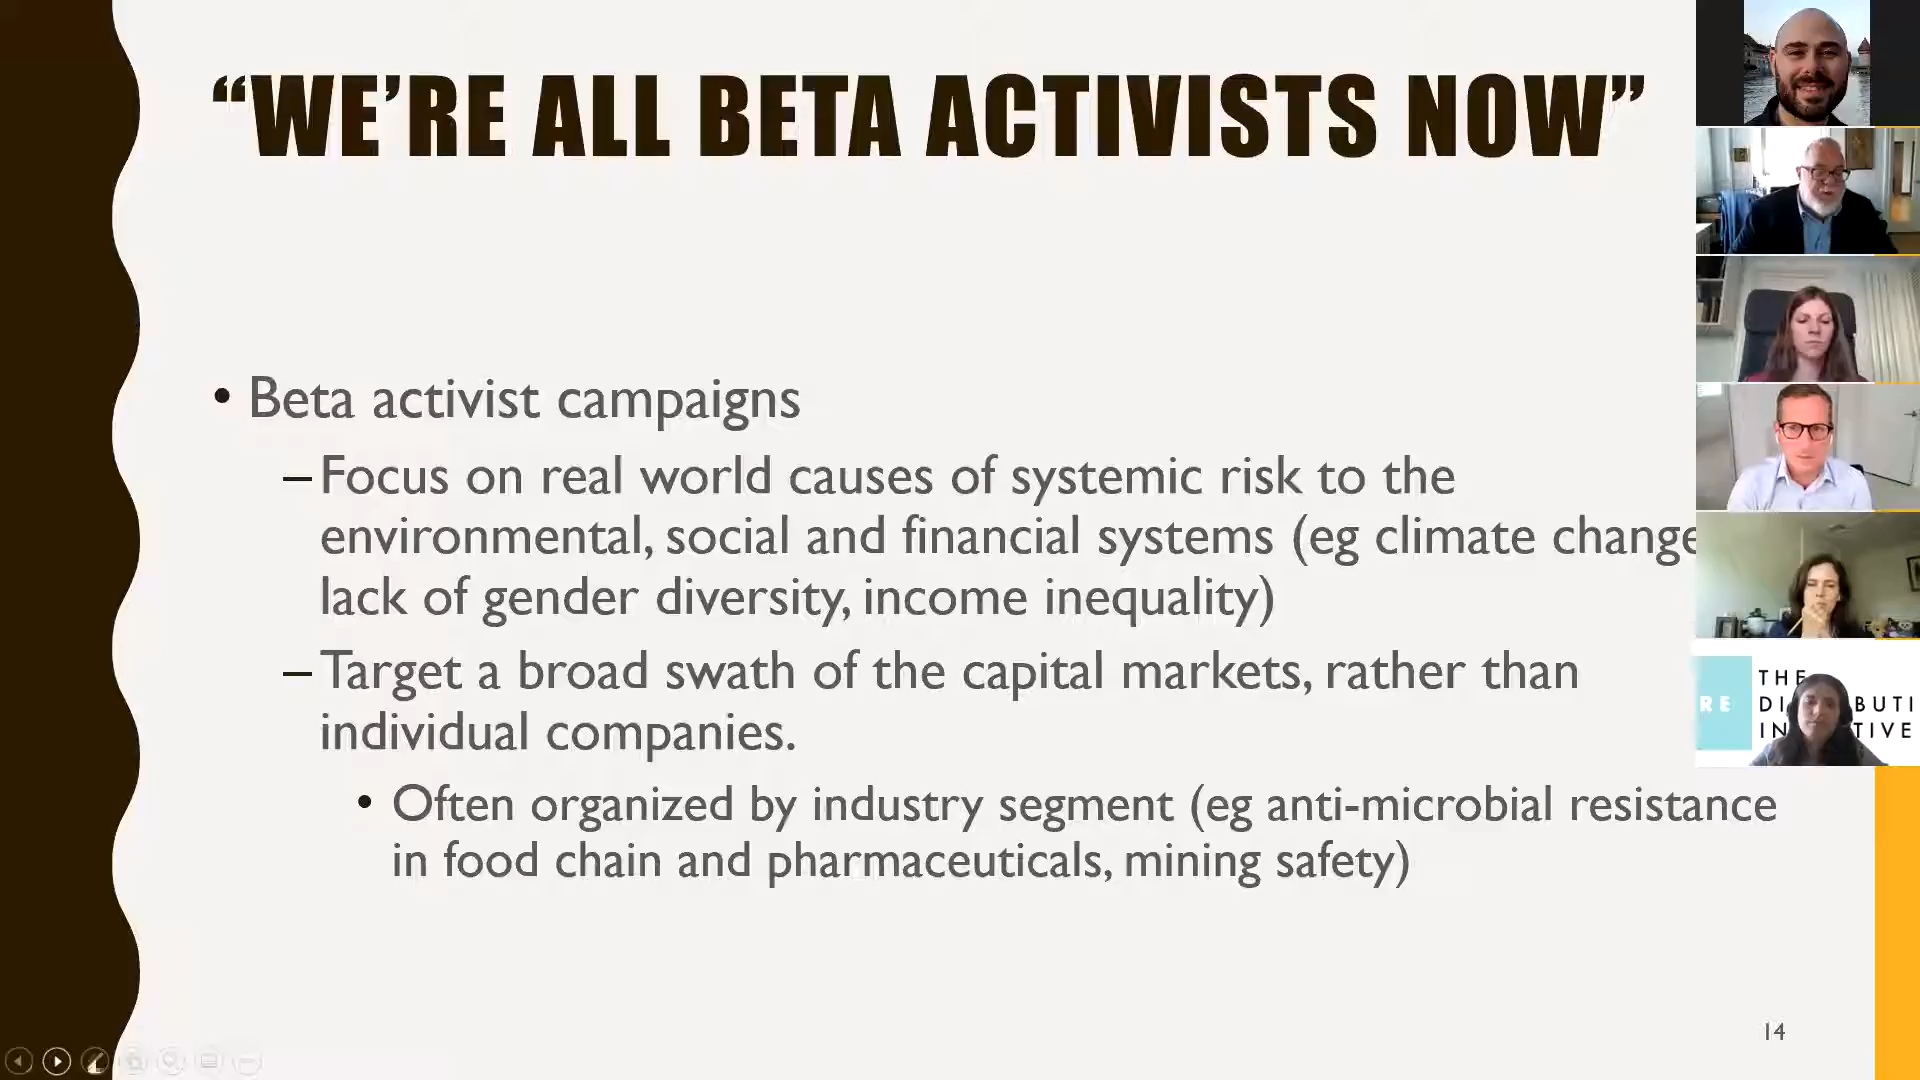 “WE’RE ALL BETA ACTIVISTS NOW”
• Beta activist campaigns
– Focus on real world causes of systemic risk to the
environmental, social and financial systems (eg climate change
lack of gender diversity, income inequality)
– Target a broad swath of the capital markets, rather than
individual companies.
• Often organized by industry segment (eg anti-microbial resistance
in food chain and pharmaceuticals, mining safety)
14
RE
THE